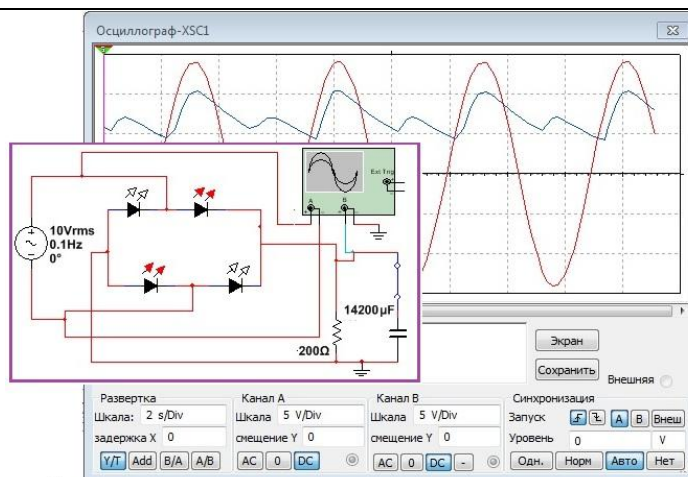 Осциллограф-XSC1
A
B
Ext Trig
10Vrms
0.1Hz
0°
14200µF
200Ω
Экран
Сохранить
Внешняя
Развертка
Шкала: 2 s/Div
задержка X 0
Y/T Add B/A A/B
Канал A
Шкала 5 V/Div
смещение Y 0
AC 0 DC
Канал B
Шкала 5 V/Div
смещение Y 0
AC 0 DC -
Синхронизация
Запуск A B Внеш
Уровень 0 V
Одн. Норм Авто Нет